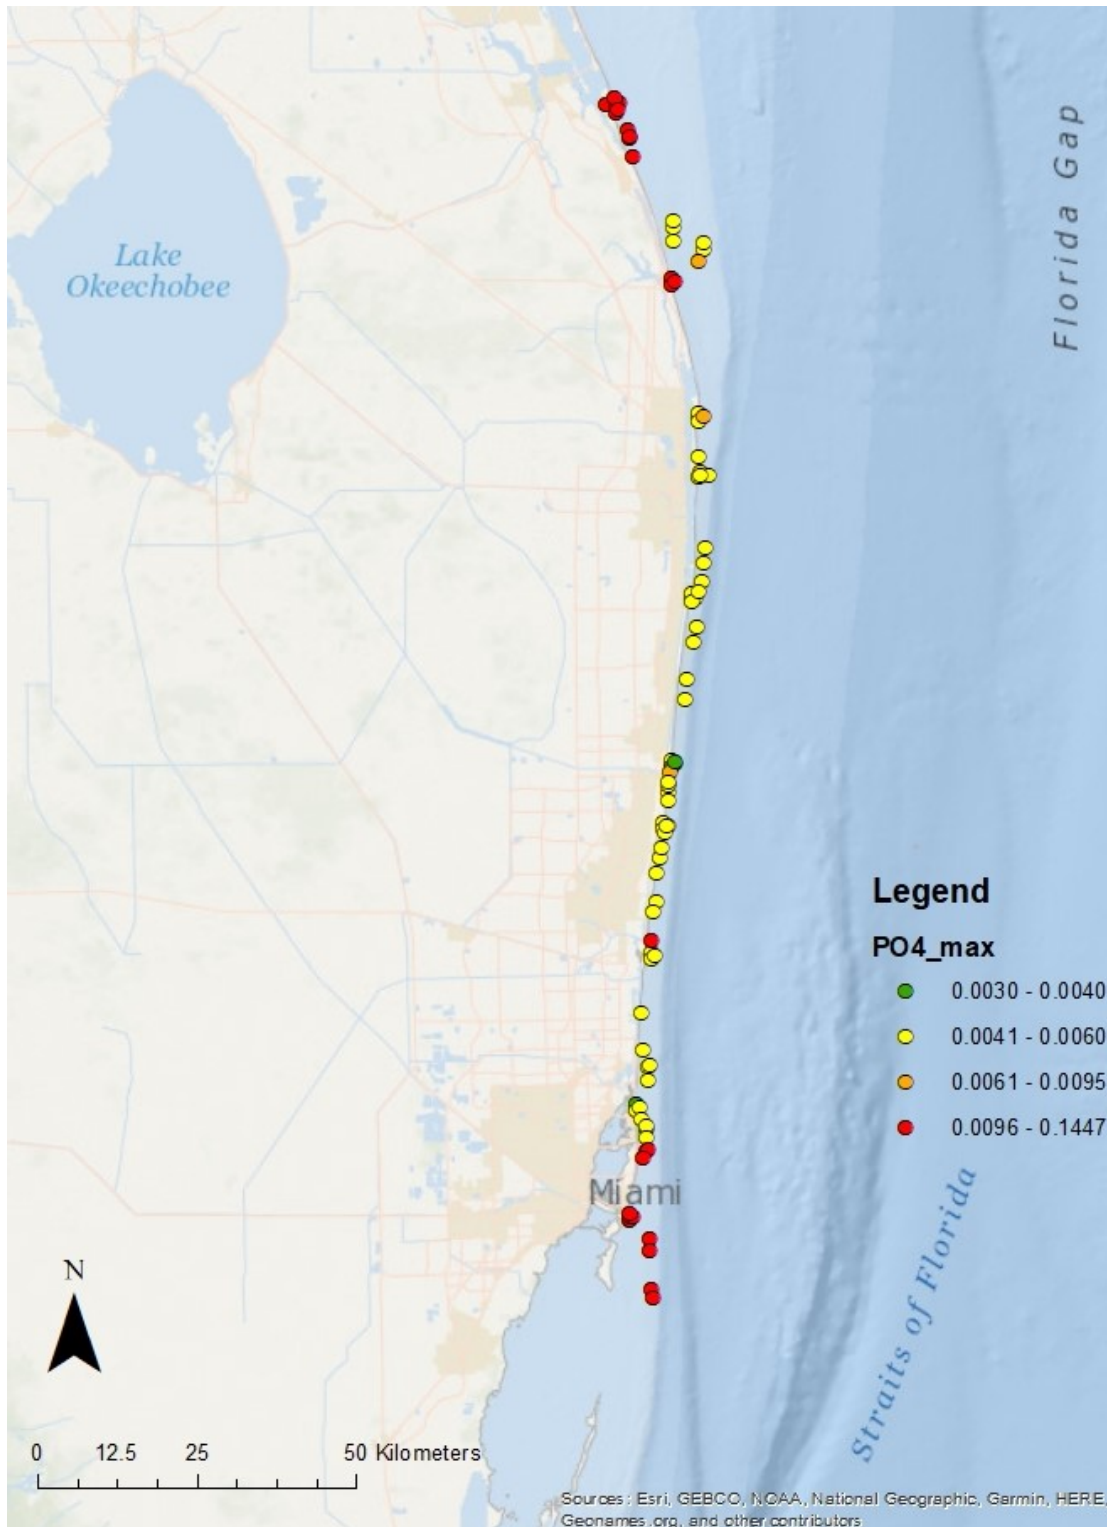 Florida Gap
Lake
Okeechobee
Legend
PO4_max
0.0030 - 0.0040
0.0041 - 0.0060
0.0061 - 0.0095
0.0096 - 0.1447
Miami
Straits of Florida
N
0 12.5 25 50 Kilometers
Sources: Esri, GEBCO, NOAA, National Geographic, Garmin, HERE,
Geonames.org, and other contributors